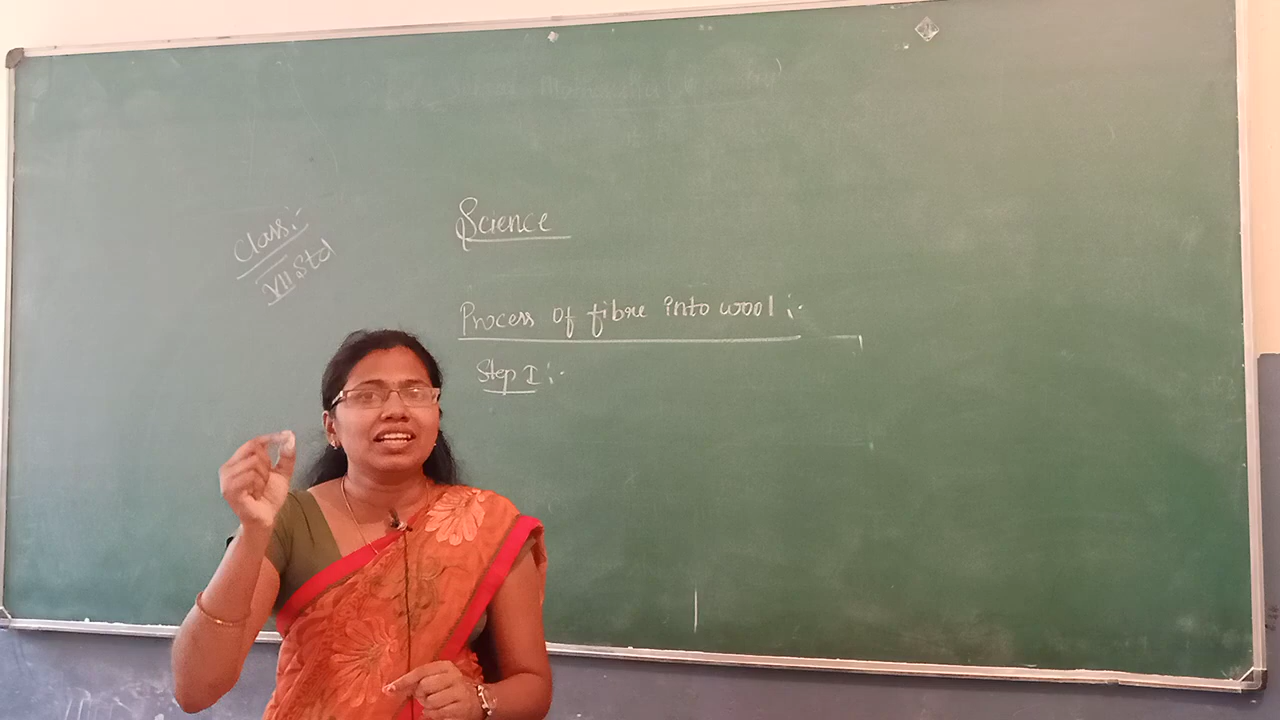 Class:-
VII Std
Science
Process of fibre into wool :-
Step I :-